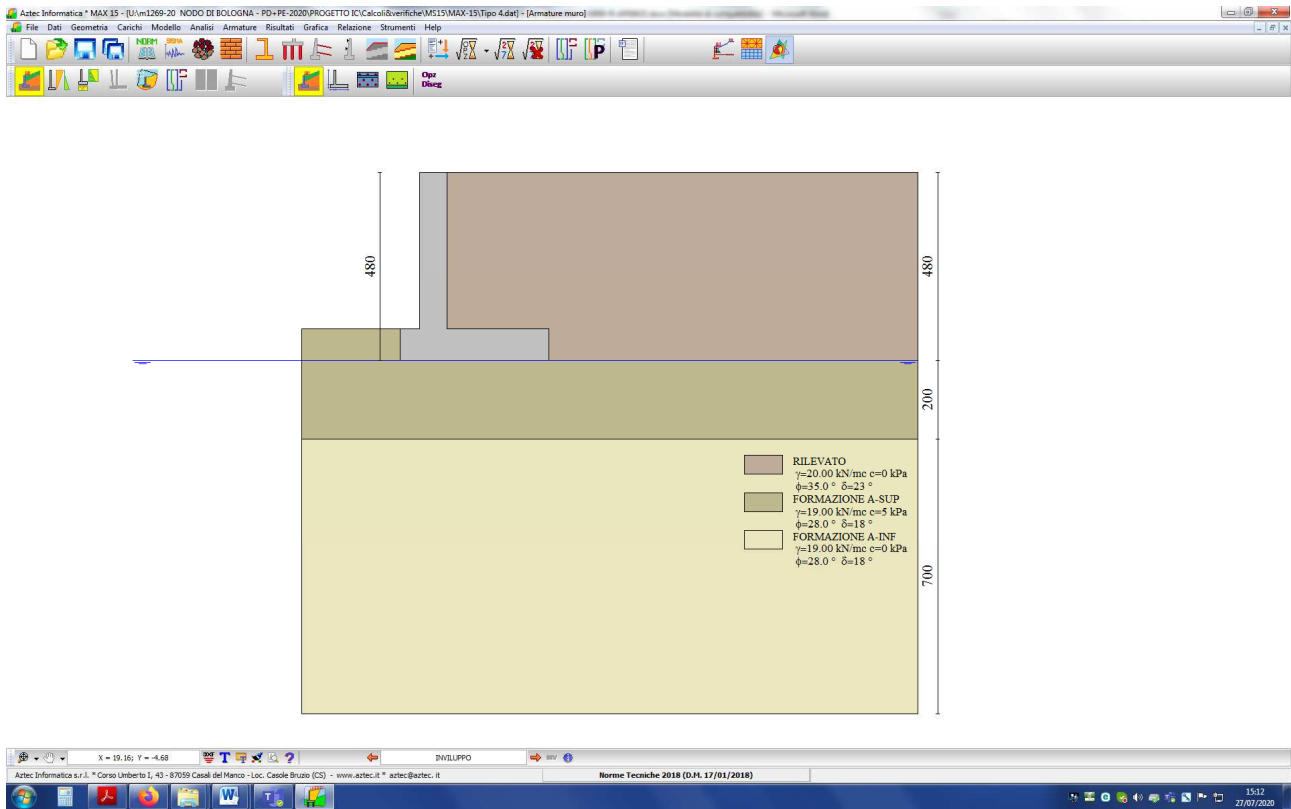 Aztec Informatica * MAX 15 - [U:\m1269-20 NODO DI BOLOGNA - PD+PE-2020\PROGETTO IC\Calcoli&verifiche\MS15\MAX-15\Tipo 4.dat] - [Armature muro]
File Dati Geometria Carichi Modello Analisi Armature Risultati Grafica Relazione Strumenti Help
NORM
Opz
Diseg
480
480
200
700
RILEVATO
γ=20.00 kN/mc c=0 kPa
ϕ=35.0 ° δ=23 °
FORMAZIONE A-SUP
γ=19.00 kN/mc c=5 kPa
ϕ=28.0 ° δ=18 °
FORMAZIONE A-INF
γ=19.00 kN/mc c=0 kPa
ϕ=28.0 ° δ=18 °
X = 19.16; Y = -4.68
DXF
INVILUPPO
INV
Aztec Informatica s.r.l. * Corso Umberto I, 43 - 87059 Casali del Manco - Loc. Casole Bruzio (CS) - www.aztec.it * aztec@aztec. it
Norme Tecniche 2018 (D.M. 17/01/2018)
15:12
27/07/2020